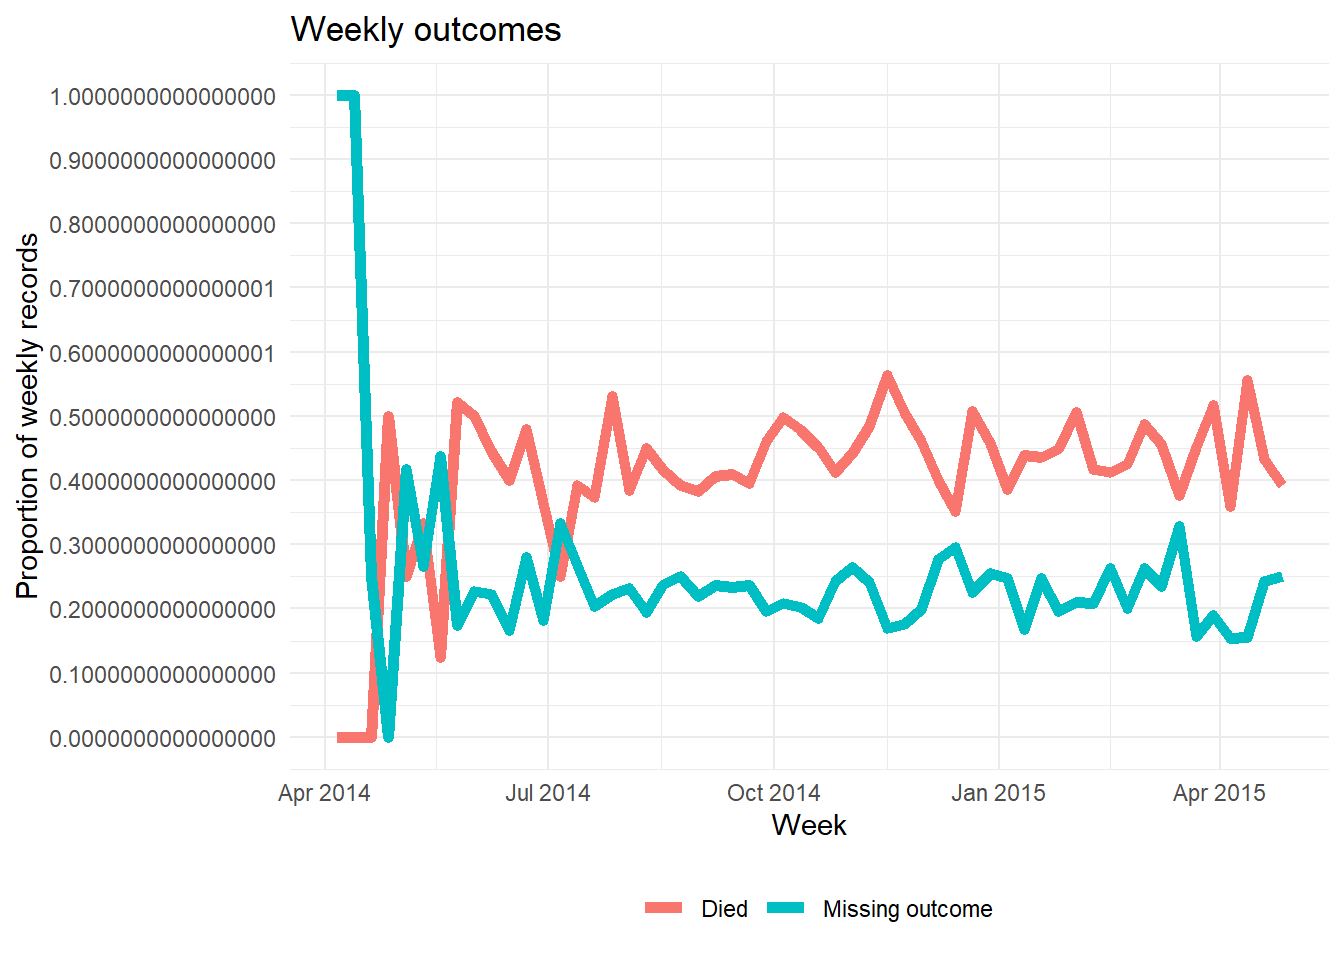 Weekly outcomes
Proportion of weekly records
1.0000000000000000
0.9000000000000000
0.8000000000000000
0.7000000000000001
0.6000000000000001
0.5000000000000000
0.4000000000000000
0.3000000000000000
0.2000000000000000
0.1000000000000000
0.0000000000000000
Apr 2014 Jul 2014 Oct 2014 Jan 2015 Apr 2015
Week
Died Missing outcome